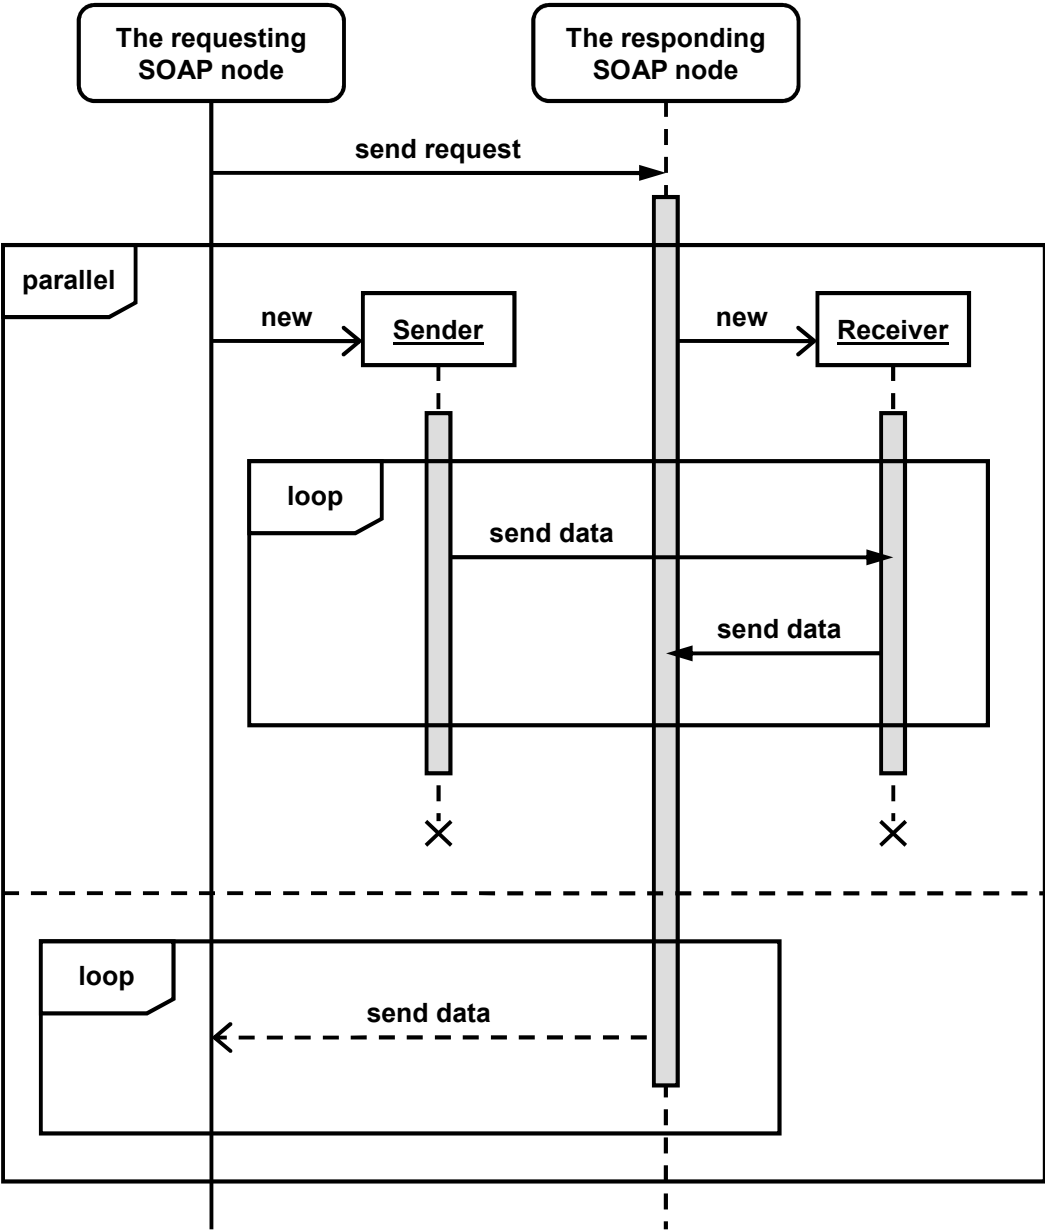 The requesting
SOAP node
The responding
SOAP node
send request
parallel
new
Sender
new
Receiver
loop
send data
send data
loop
send data